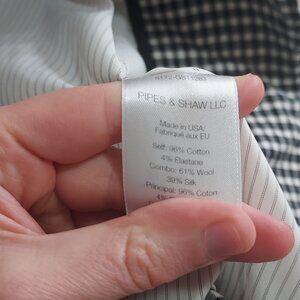 PIPES & SHAW LLC
Made in USA/
Fabriqué aux EU
Self: 96% Cotton
4% Elastane
Combo: 61% Wool
39% Silk
Principal: 96% Coton